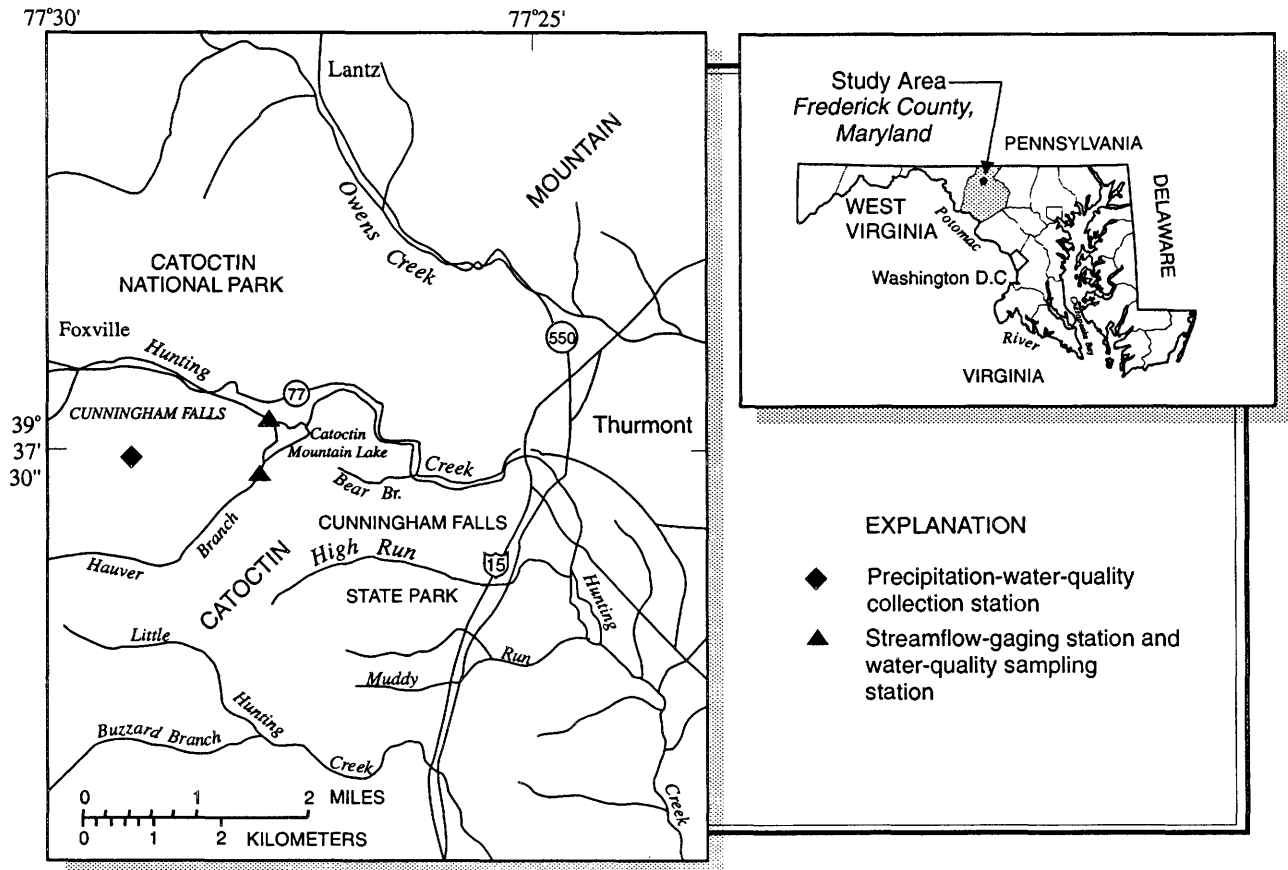 77°30'
77°25'
Lantz
MOUNTAIN
Owens
Creek
CATOCTIN
NATIONAL PARK
Foxville
Hunting
550
77
CUNNINGHAM FALLS
39°
37'
30"
Catoctin
Mountain Lake
Thurmont
Creek
Bear Br.
CUNNINGHAM FALLS
Branch
Hauver
CATOCTIN
High Run
15
STATE PARK
Hunting
Little
Run
Muddy
Hunting
Buzzard Branch
Creek
Creek
0 1 2 MILES
0 1 2 KILOMETERS
Study Area
Frederick County,
Maryland
PENNSYLVANIA
WEST
VIRGINIA
Potomac
DELAWARE
Washington D.C
River
VIRGINIA
EXPLANATION
Precipitation-water-quality
collection station
Streamflow-gaging station and
water-quality sampling
station